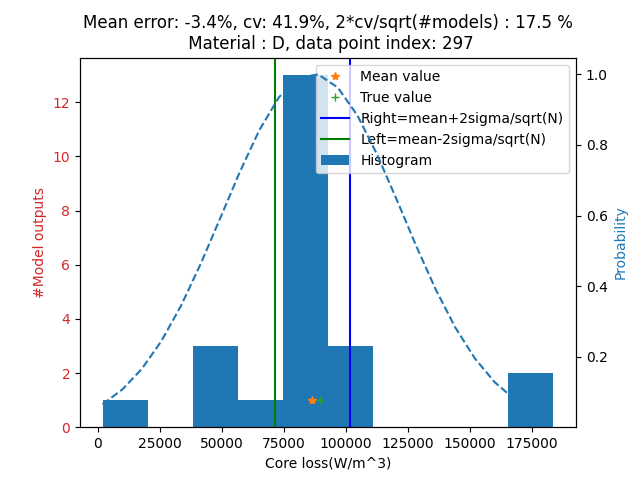 Mean error: -3.4%, cv: 41.9%, 2*cv/sqrt(#models) : 17.5 %
Material : D, data point index: 297
Mean value
True value
Right=mean+2sigma/sqrt(N)
Left=mean-2sigma/sqrt(N)
Histogram
#Model outputs
12
10
8
6
4
2
0
1.0
0.8
0.6
0.4
0.2
Probability
0 25000 50000 75000 100000 125000 150000 175000
Core loss(W/m^3)